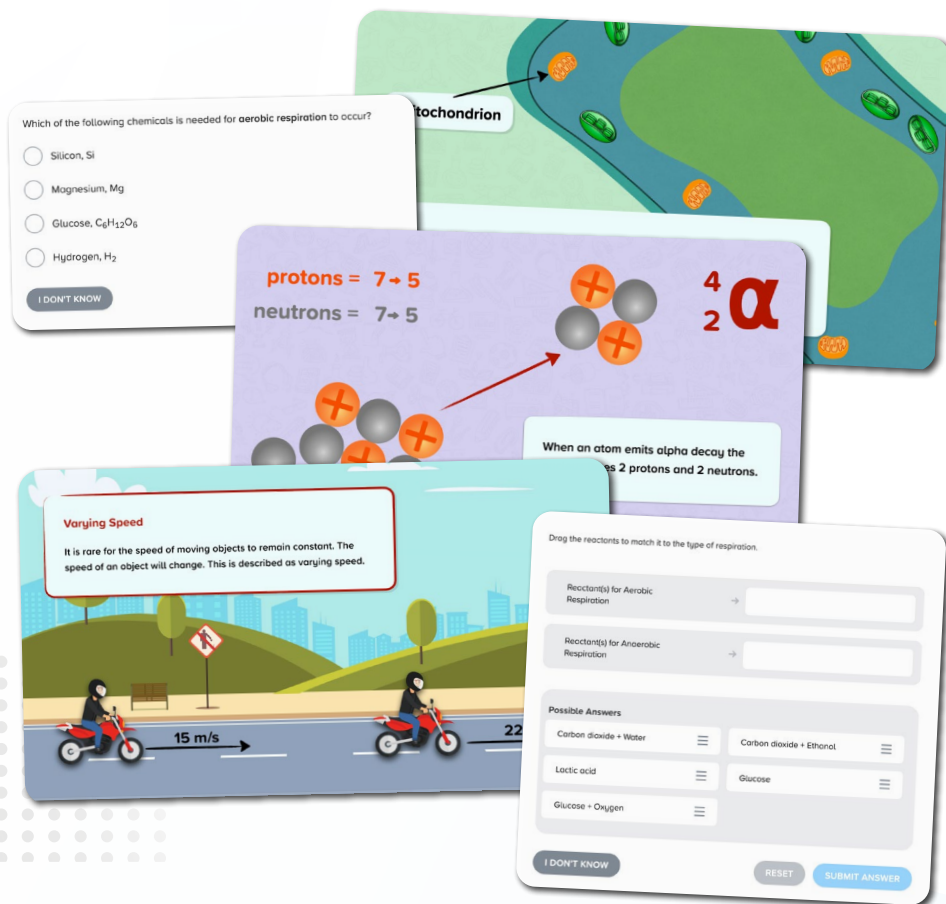 tochondrion
Which of the following chemicals is needed for aerobic respiration to occur?
Silicon, Si
Magnesium, Mg
Glucose, C₆H₁₂O₆
Hydrogen, H₂
I DON'T KNOW
protons = 7→ 5
neutrons = 7→ 5
4
2 α
When an atom emits alpha decay the
es 2 protons and 2 neutrons.
Varying Speed
It is rare for the speed of moving objects to remain constant. The
speed of an object will change. This is described as varying speed.
15 m/s
22
Drag the reactants to match it to the type of respiration.
Reactant(s) for Aerobic
Respiration
→
Reactant(s) for Anaerobic
Respiration
→
Possible Answers
Carbon dioxide + Water
Carbon dioxide + Ethanol
Lactic acid
Glucose
Glucose + Oxygen
I DON'T KNOW
RESET
SUBMIT ANSWER